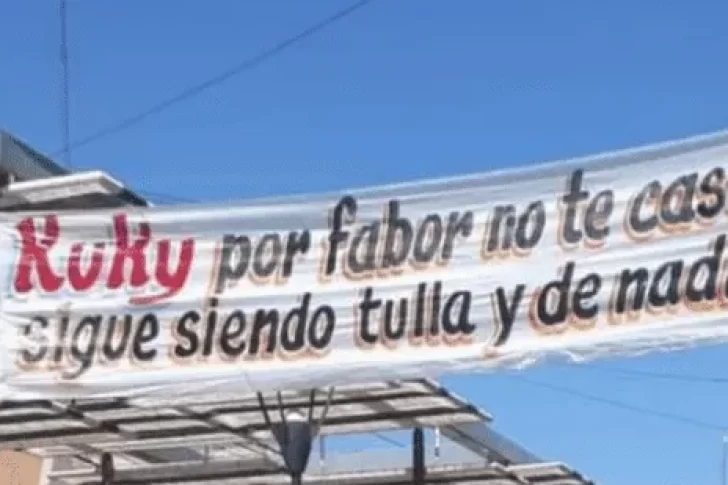 Kuky por fabor no te cas
sigue siendo tulla y de nad